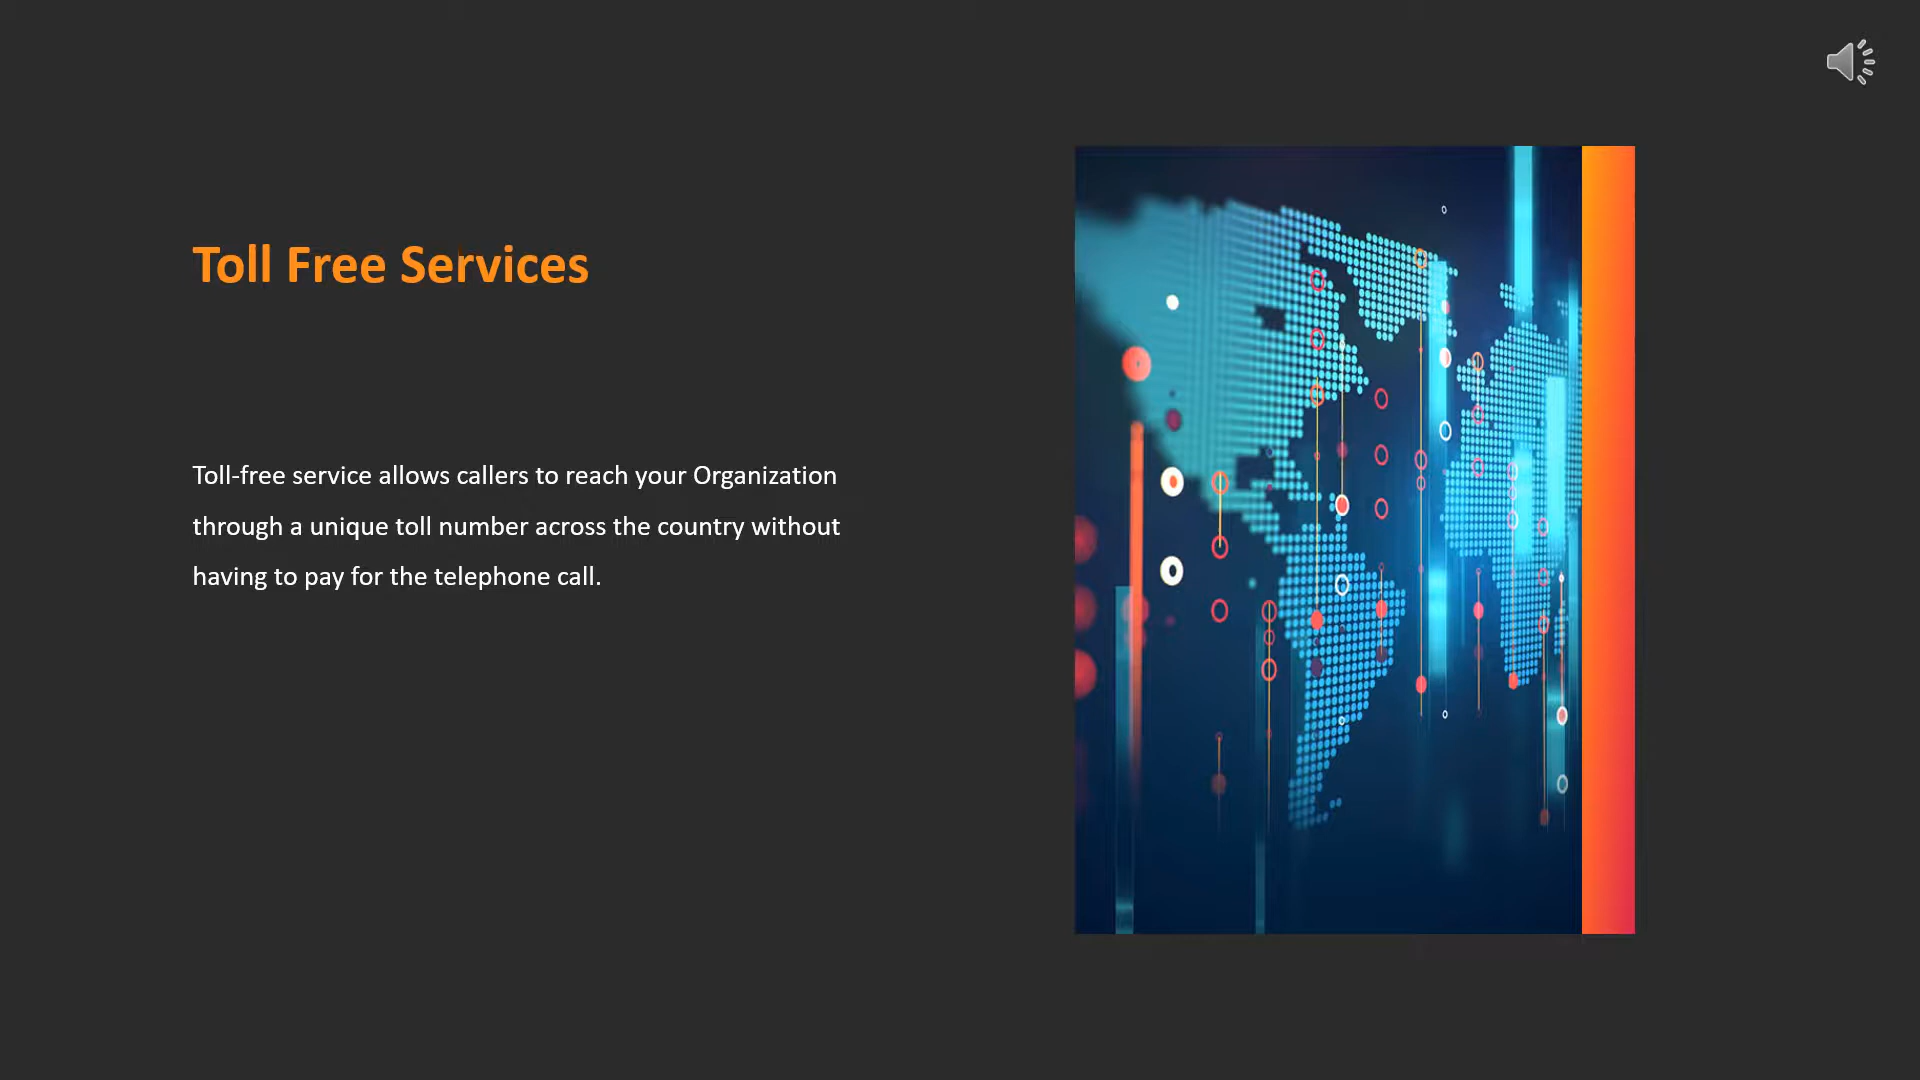 Toll Free Services
Toll-free service allows callers to reach your Organization
through a unique toll number across the country without
having to pay for the telephone call.